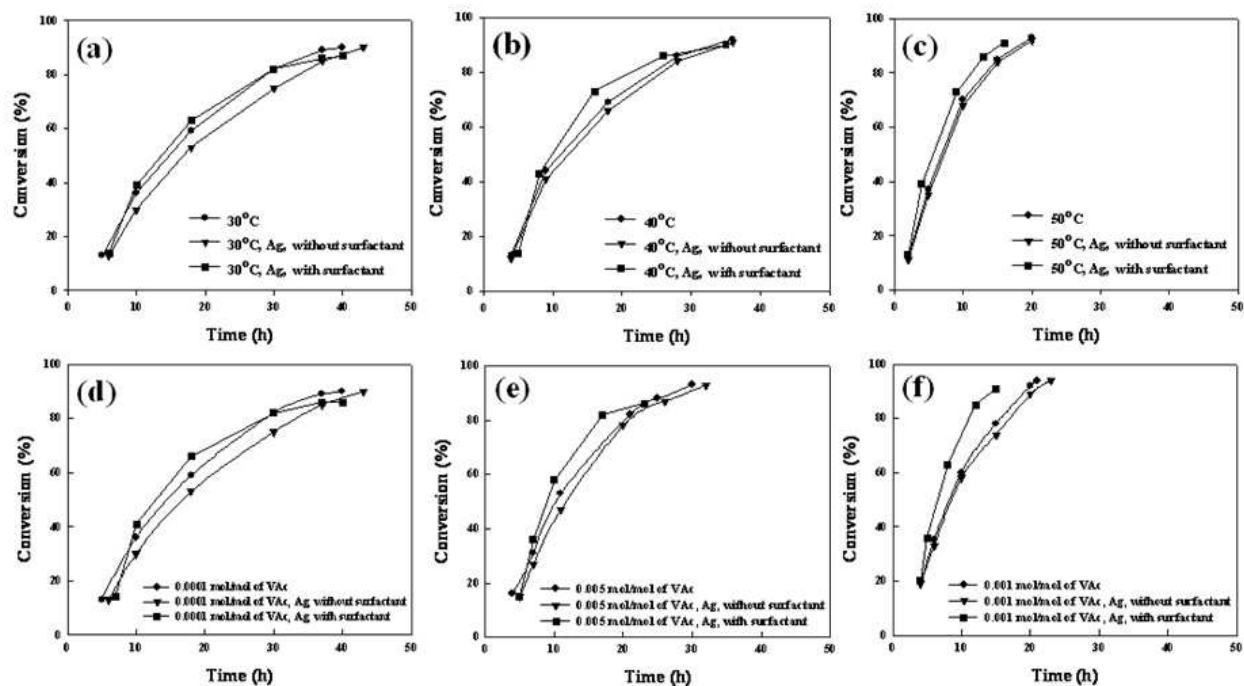 (a)
100
80
60
40
20
0
Conversion (%)
30°C
30°C, Ag, without surfactant
30°C, Ag, with surfactant
0 10 20 30 40 50
Time (h)
(b)
100
80
60
40
20
0
Conversion (%)
40°C
40°C, Ag, without surfactant
40°C, Ag, with surfactant
0 10 20 30 40 50
Time (h)
(c)
100
80
60
40
20
0
Conversion (%)
50°C
50°C, Ag, without surfactant
50°C, Ag, with surfactant
0 10 20 30 40 50
Time (h)
(d)
100
80
60
40
20
0
Conversion (%)
0.0001 mol/mol of VAc
0.0001 mol/mol of VAc, Ag, without surfactant
0.0001 mol/mol of VAc, Ag, with surfactant
0 10 20 30 40 50
Time (h)
(e)
100
80
60
40
20
0
Conversion (%)
0.005 mol/mol of VAc
0.005 mol/mol of VAc, Ag, without surfactant
0.005 mol/mol of VAc, Ag, with surfactant
0 10 20 30 40 50
Time (h)
(f)
100
80
60
40
20
0
Conversion (%)
0.001 mol/mol of VAc
0.001 mol/mol of VAc, Ag, without surfactant
0.001 mol/mol of VAc, Ag, with surfactant
0 10 20 30 40 50
Time (h)